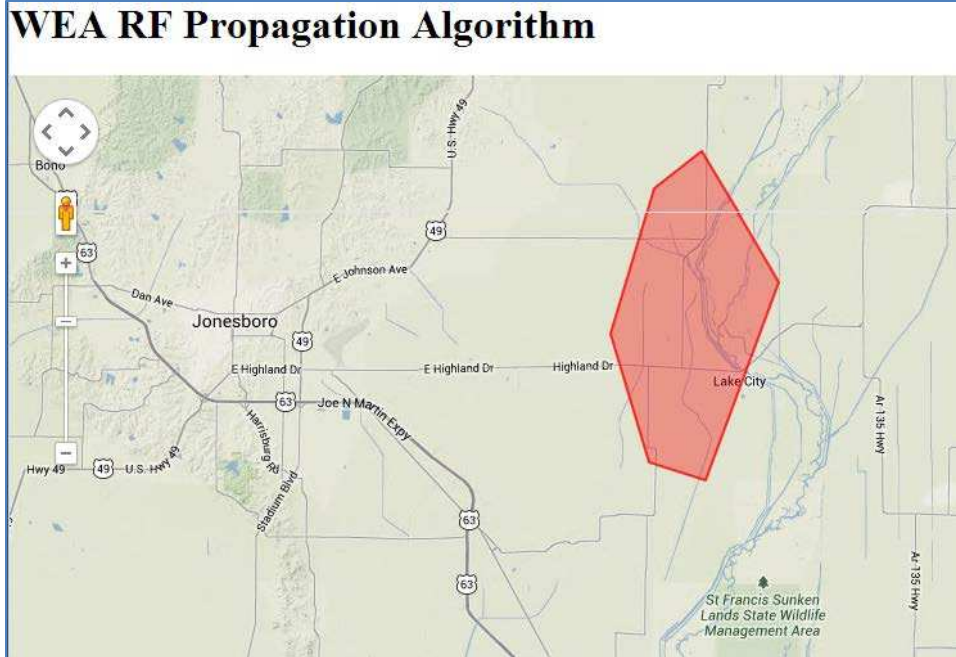 WEA RF Propagation Algorithm
U.S. Hwy 49
Bono
49
63
E Johnson Ave
Dan Ave
Jonesboro
49
E Highland Dr
E Highland Dr
Highland Dr
Lake City
63
Joe N Martin Expy
Harrisburg Rd
Ar 135 Hwy
Hwy 49
49
U.S. Hwy 49
Stadium Blvd
63
Ar 135 Hwy
63
St Francis Sunken
Lands State Wildlife
Management Area